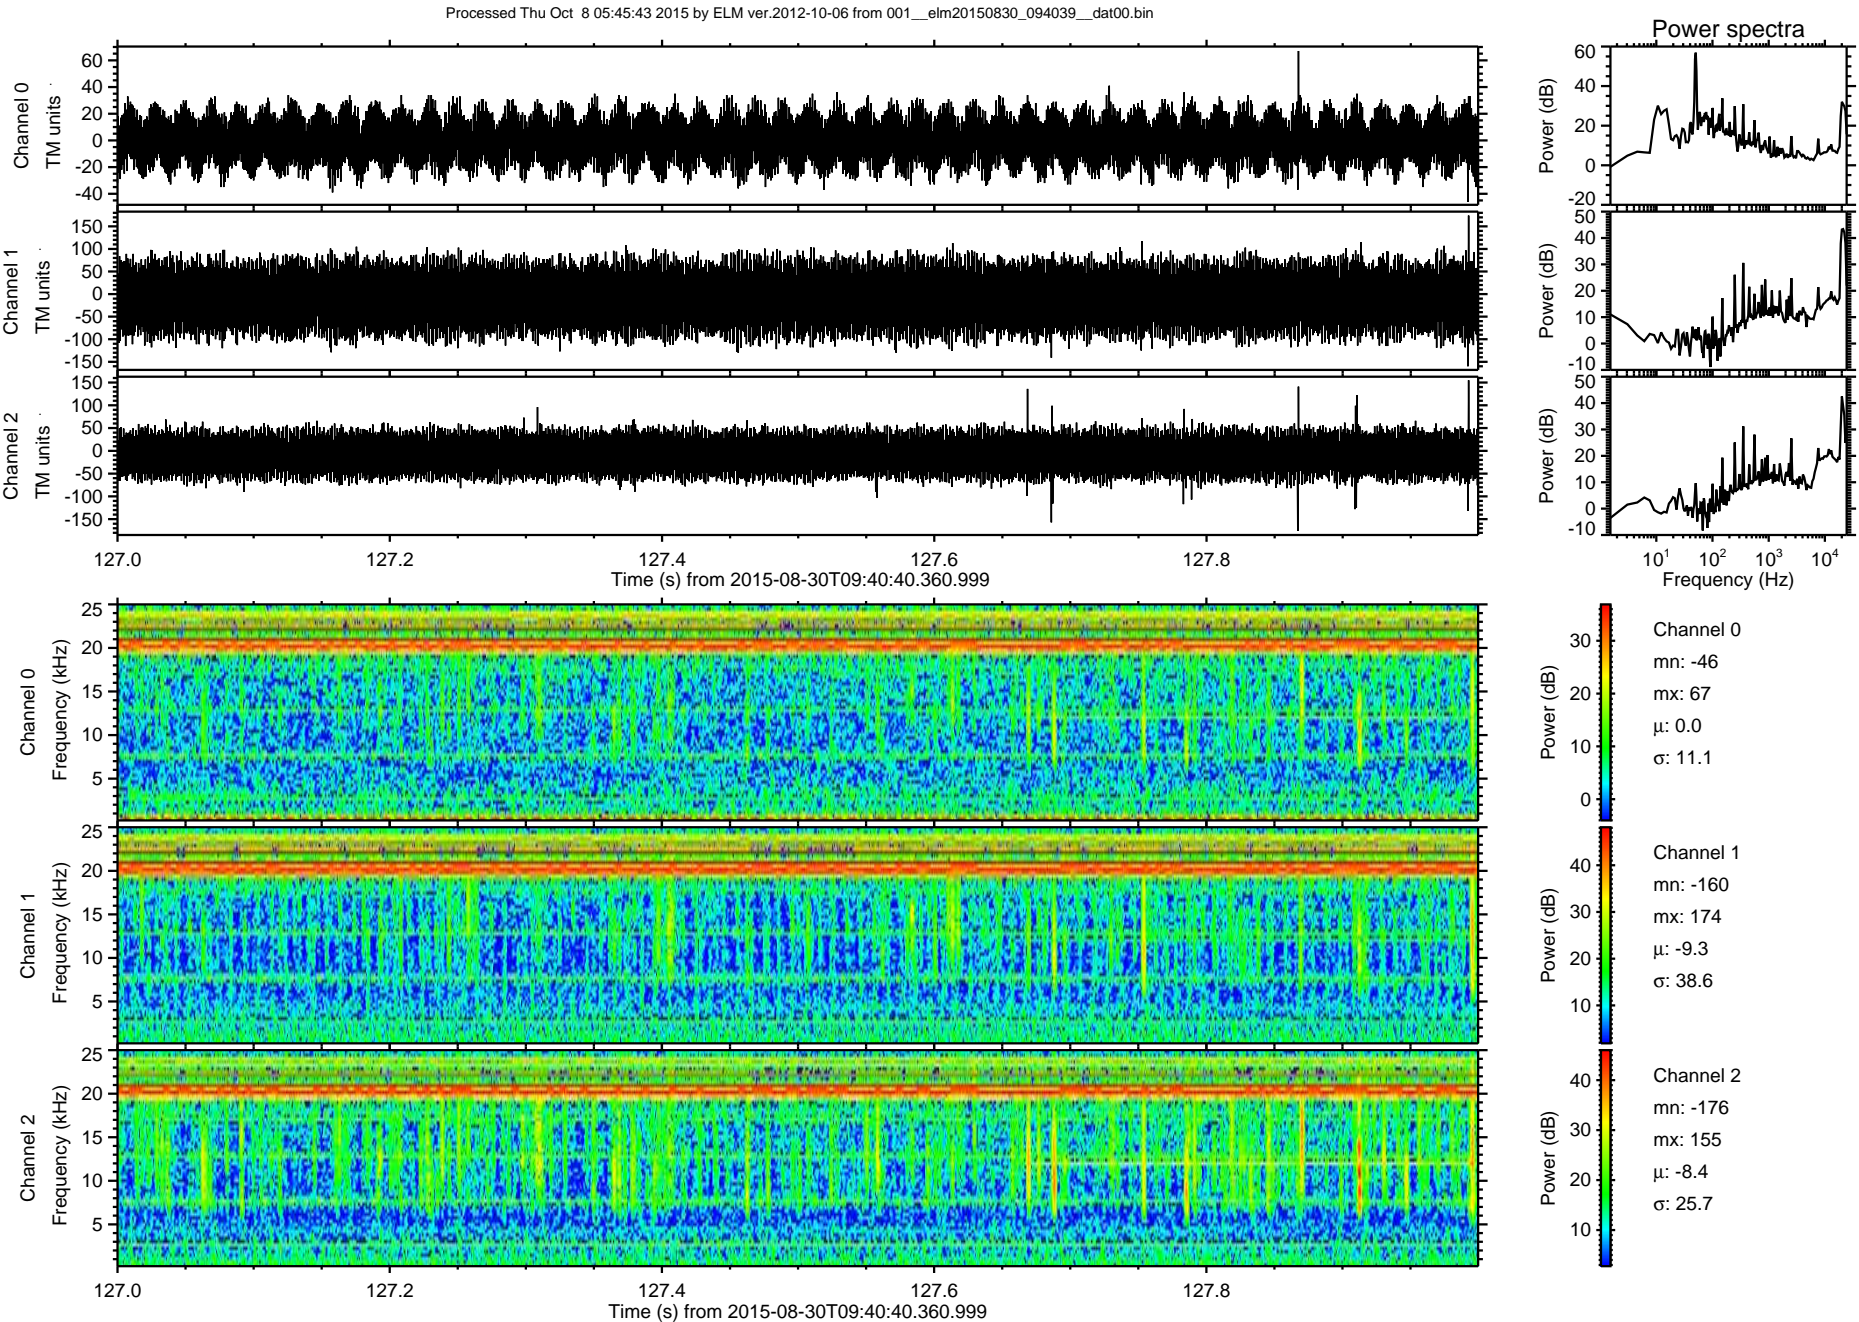 Processed Thu Oct  8 05:45:43 2015 by ELM ver.2012-10-06 from 001__elm20150830_094039__dat00.bin
Power spectra
Channel 0
TM units
60
40
20
0
-20
-40
Power (dB)
60
40
20
0
-20
Channel 1
TM units
150
100
50
0
-50
-100
-150
Power (dB)
50
40
30
20
10
0
-10
Channel 2
TM units
150
100
50
0
-50
-100
-150
Power (dB)
50
40
30
20
10
0
-10
127.0 127.2 127.4 127.6 127.8
Time (s) from 2015-08-30T09:40:40.360.999
10¹ 10² 10³ 10⁴
Frequency (Hz)
Channel 0
Frequency (kHz)
25
20
15
10
5
Power (dB)
30
20
10
0
Channel 0
mn: -46
mx: 67
μ: 0.0
σ: 11.1
Channel 1
Frequency (kHz)
25
20
15
10
5
Power (dB)
40
30
20
10
Channel 1
mn: -160
mx: 174
μ: -9.3
σ: 38.6
Channel 2
Frequency (kHz)
25
20
15
10
5
Power (dB)
40
30
20
10
Channel 2
mn: -176
mx: 155
μ: -8.4
σ: 25.7
127.0 127.2 127.4 127.6 127.8
Time (s) from 2015-08-30T09:40:40.360.999